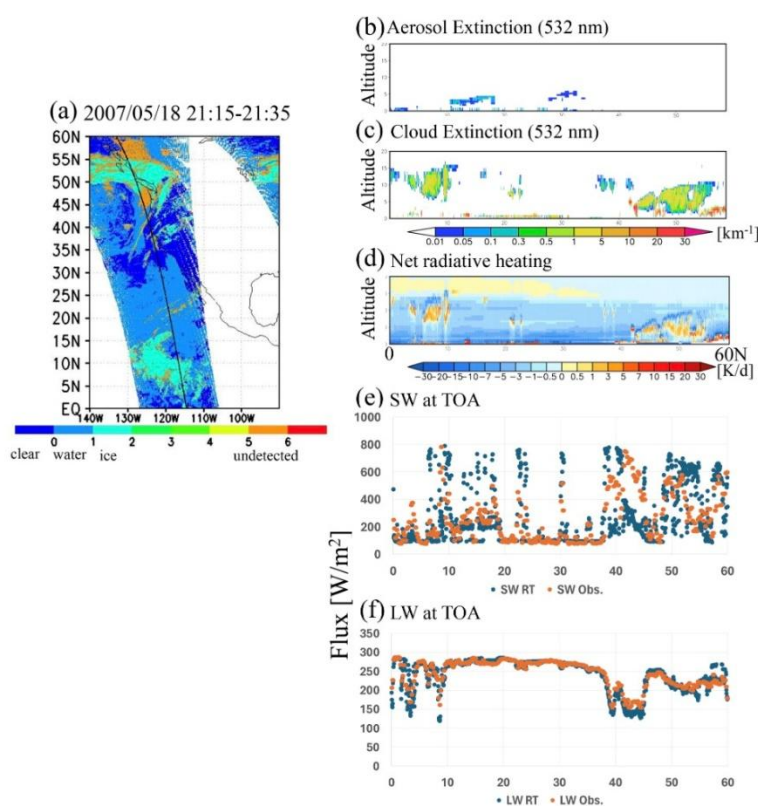 (a) 2007/05/18 21:15-21:35
60N
55N
50N
45N
40N
35N
30N
25N
20N
15N
10N
5N
EQ
140W 130W 120W 110W 100W
0 1 2 3 4 5 6
clear water ice undetected
(b) Aerosol Extinction (532 nm)
Altitude
(c) Cloud Extinction (532 nm)
Altitude
0.01 0.05 0.1 0.3 0.5 1 5 10 20 30 [km-1]
(d) Net radiative heating
Altitude
0 60N
−30 −20 −15 −10 −7 −5 −3 −1 −0.5 0 0.5 1 3 5 7 10 15 20 30 [K/d]
Flux [W/m2]
(e) SW at TOA
1000
800
600
400
200
0
0 10 20 30 40 50 60
SW RT SW Obs.
(f) LW at TOA
350
300
250
200
150
100
50
0
0 10 20 30 40 50 60
LW RT LW Obs.